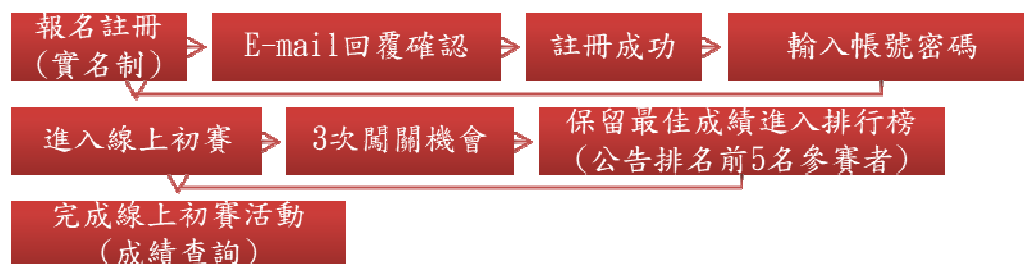 報名註冊
(實名制)
E-mail回覆確認
註冊成功
輸入帳號密碼
進入線上初賽
3次闖關機會
保留最佳成績進入排行榜
(公告排名前5名參賽者)
完成線上初賽活動
(成績查詢)